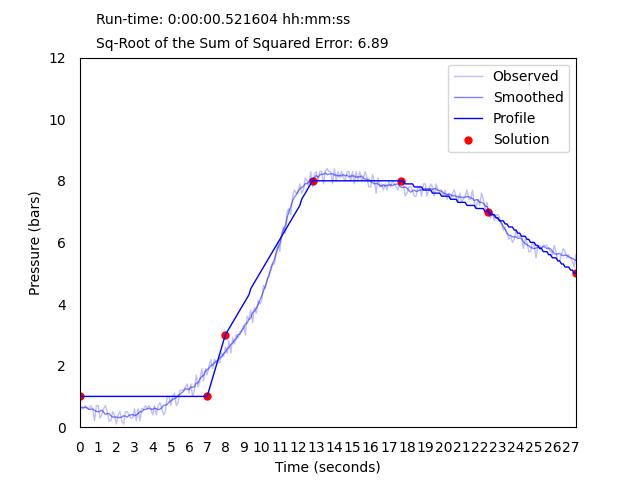 Run-time: 0:00:00.521604 hh:mm:ss
Sq-Root of the Sum of Squared Error: 6.89
12
10
8
6
4
2
0
Pressure (bars)
Observed
Smoothed
Profile
Solution
0 1 2 3 4 5 6 7 8 9 10 11 12 13 14 15 16 17 18 19 20 21 22 23 24 25 26 27
Time (seconds)